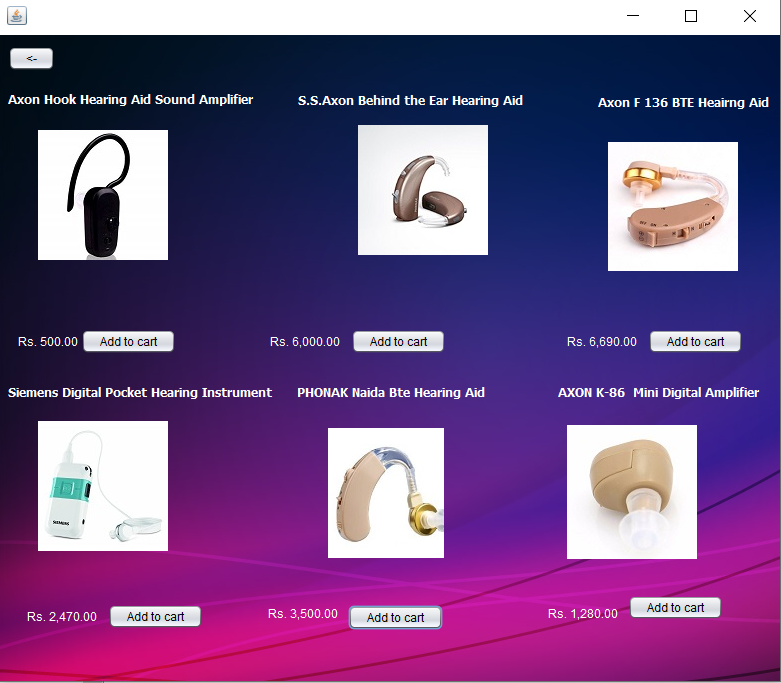 <-
Axon Hook Hearing Aid Sound Amplifier
S.S.Axon Behind the Ear Hearing Aid
Axon F 136 BTE Heairng Aid
Rs. 500.00 Add to cart
Rs. 6,000.00 Add to cart
Rs. 6,690.00 Add to cart
Siemens Digital Pocket Hearing Instrument
PHONAK Naida Bte Hearing Aid
AXON K-86 Mini Digital Amplifier
SIEMENS
Rs. 2,470.00 Add to cart
Rs. 3,500.00 Add to cart
Rs. 1,280.00 Add to cart